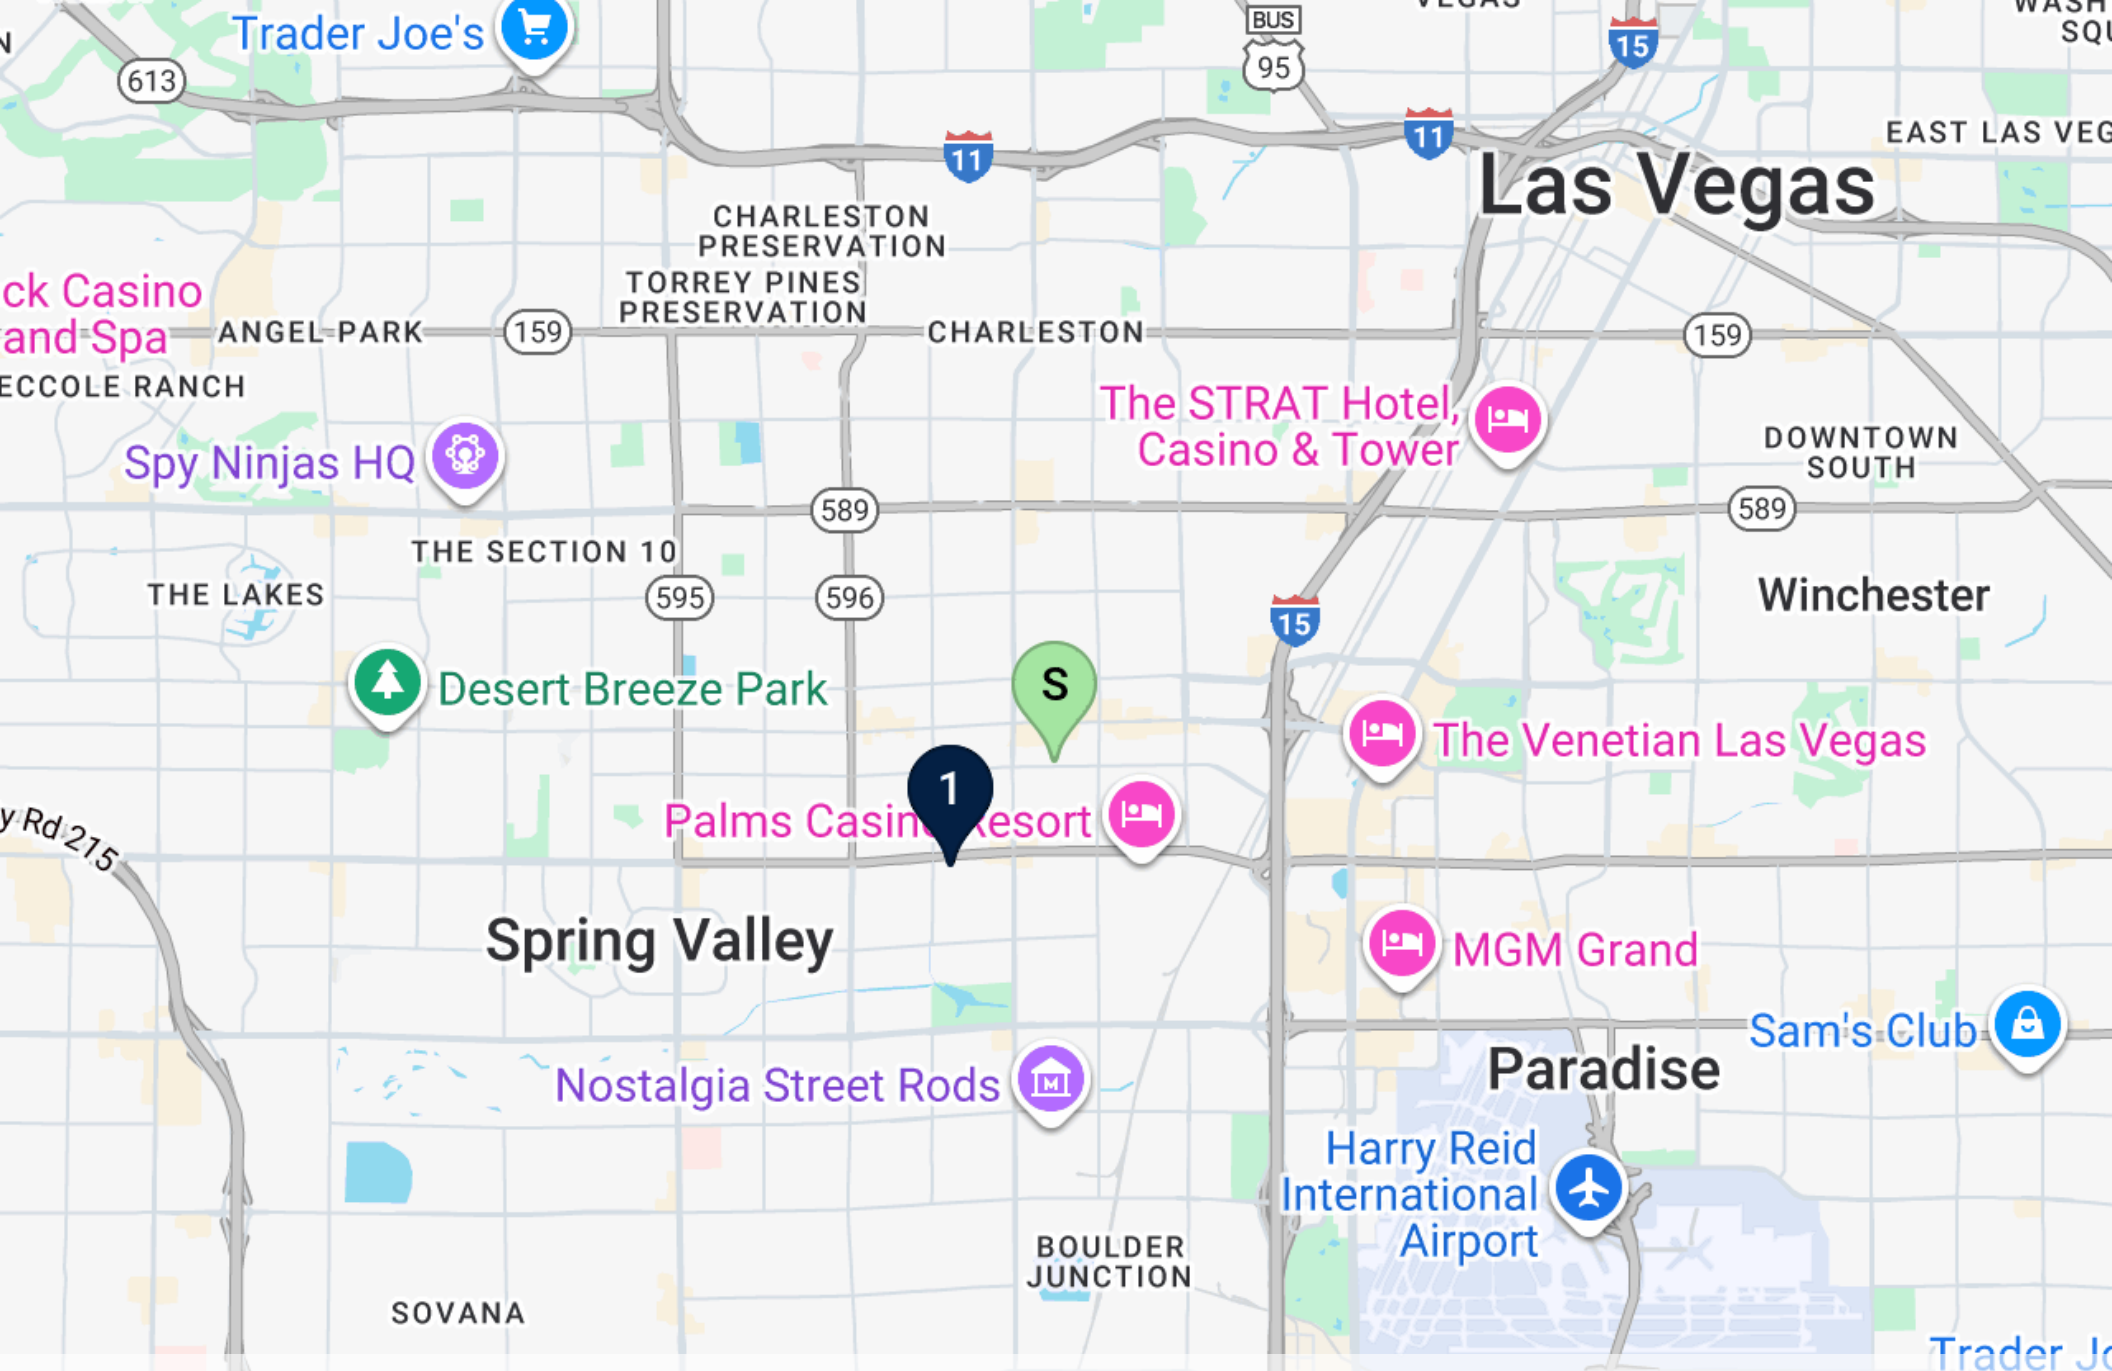 VEGAS
WASH
SQU
N
Trader Joe's
BUS
95
15
613
11
11
EAST LAS VEG
Las Vegas
CHARLESTON
PRESERVATION
TORREY PINES
PRESERVATION
ck Casino
and Spa
ANGEL PARK
159
CHARLESTON
159
ECCOLE RANCH
The STRAT Hotel,
Casino & Tower
DOWNTOWN
SOUTH
Spy Ninjas HQ
589
589
THE SECTION 10
THE LAKES
595
596
15
Winchester
Desert Breeze Park
S
The Venetian Las Vegas
1
Palms Casino Resort
y Rd 215
Spring Valley
MGM Grand
Sam's Club
Paradise
Nostalgia Street Rods
M
Harry Reid
International
Airport
BOULDER
JUNCTION
SOVANA
Trader Jo